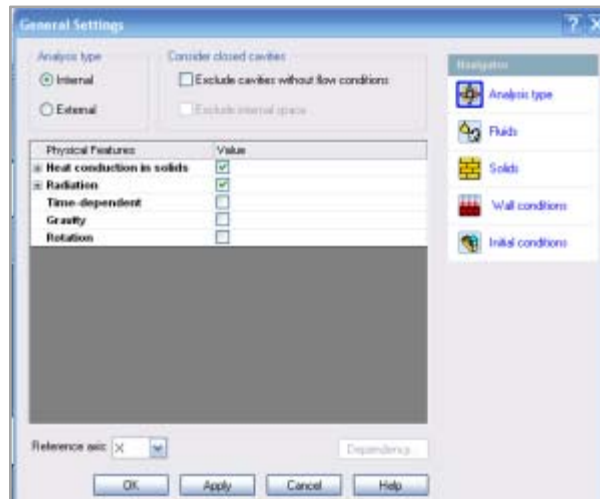 General Settings
Analysis type
Internal
External
Consider closed cavities
Exclude cavities without flow conditions
Exclude internal space
Physical Features Value
Heat conduction in solids
Radiation
Time-dependent
Gravity
Rotation
Reference axis: X
Dependency
OK Apply Cancel Help
Navigator
Analysis type
Fluids
Solids
Wall conditions
Initial conditions